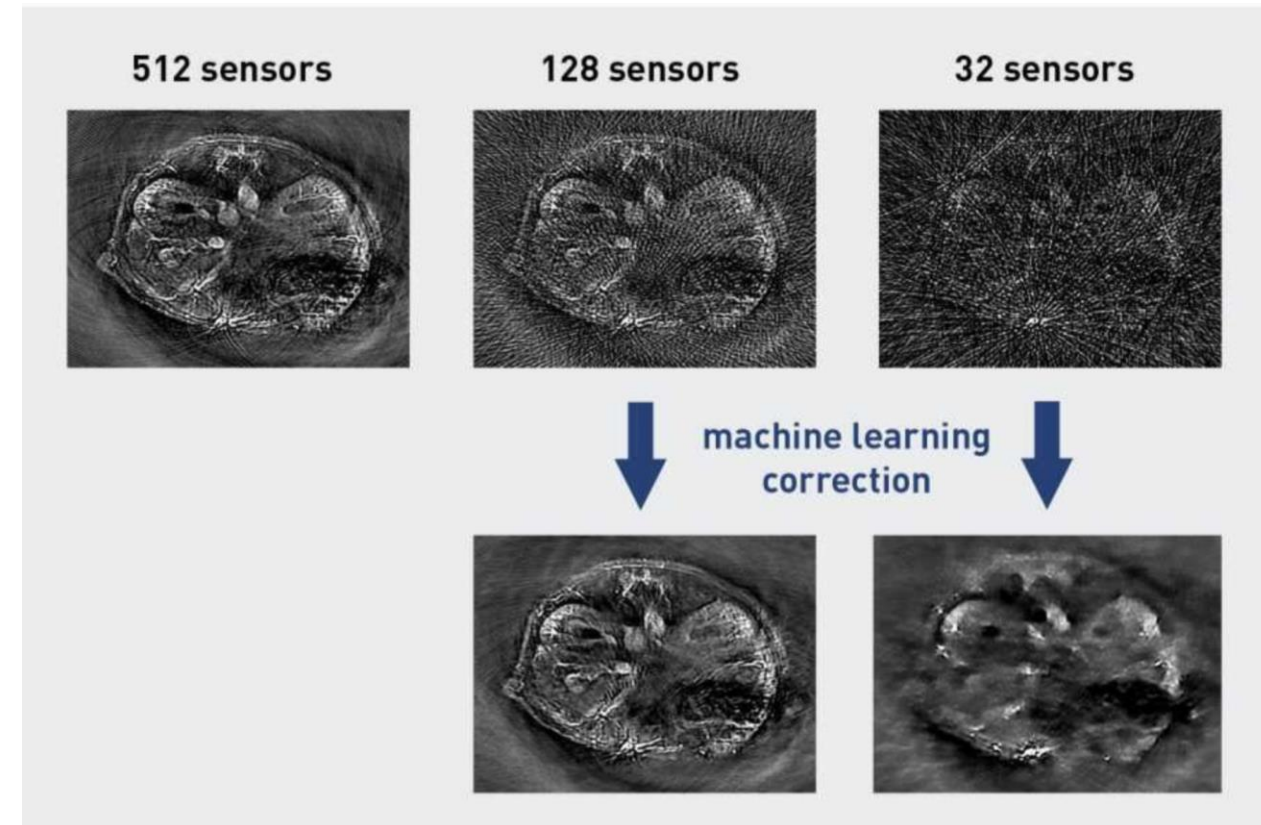 512 sensors
128 sensors
32 sensors
machine learning
correction